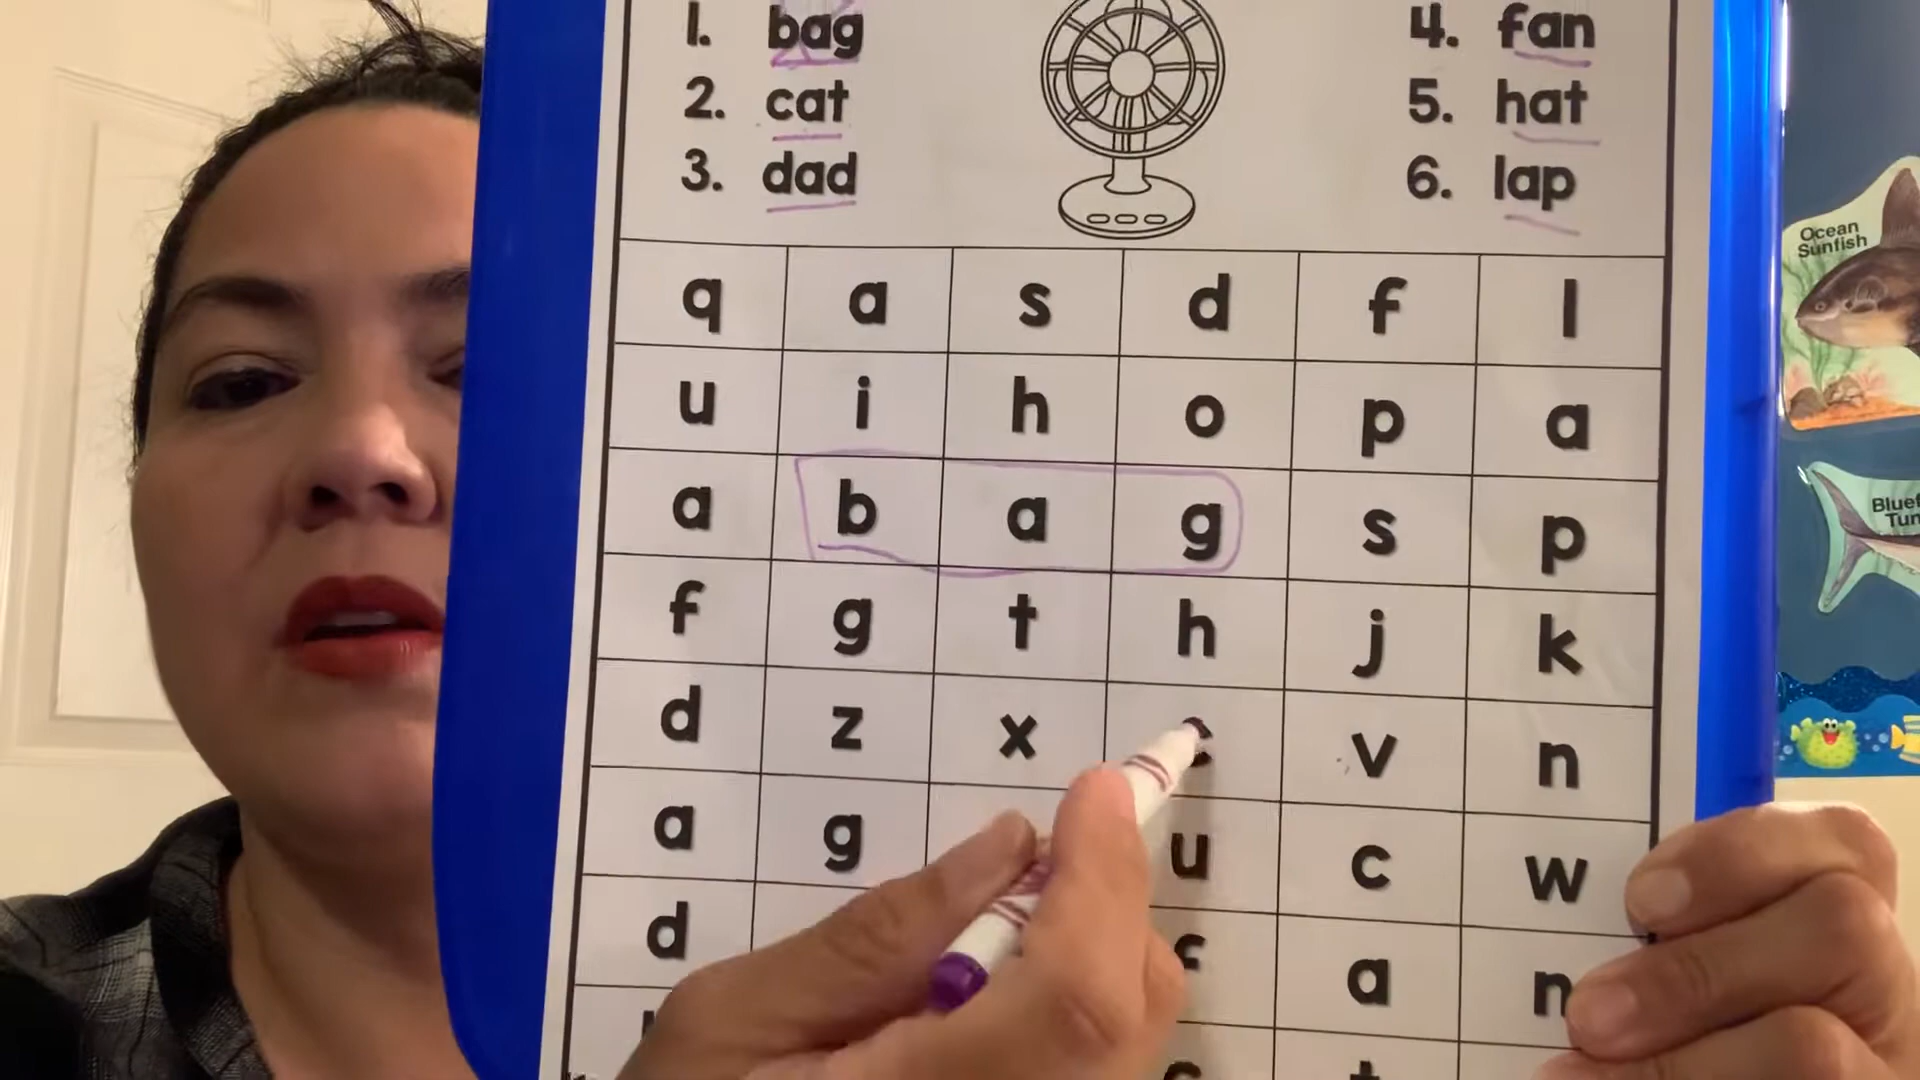 1. bag
2. cat
3. dad
4. fan
5. hat
6. lap
q a s d f l
u i h o p a
a b a g s p
f g t h j k
d z x c v n
a g u c w
d f a n
t
Ocean
Sunfish